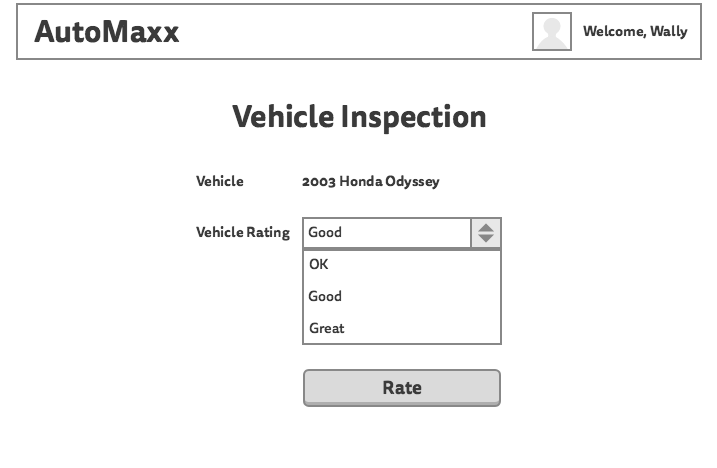 AutoMaxx
Welcome, Wally
Vehicle Inspection
Vehicle 2003 Honda Odyssey
Vehicle Rating Good
OK
Good
Great
Rate